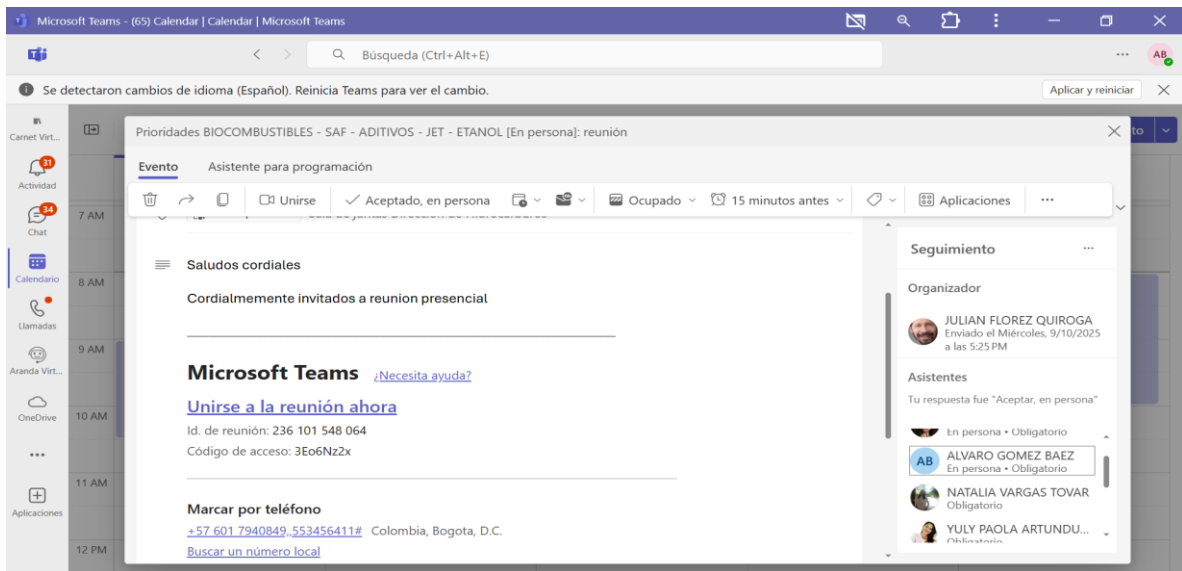 Microsoft Teams - (65) Calendar | Calendar | Microsoft Teams
Búsqueda (Ctrl+Alt+E)
AB
Se detectaron cambios de idioma (Español). Reinicia Teams para ver el cambio.
Aplicar y reiniciar
Carnet Virt...
31
Actividad
34
Chat
Calendario
Llamadas
Aranda Virt...
OneDrive
Aplicaciones
7 AM
8 AM
9 AM
10 AM
11 AM
12 PM
to
Prioridades BIOCOMBUSTIBLES - SAF - ADITIVOS - JET - ETANOL [En persona]: reunión
Evento
Asistente para programación
Unirse
Aceptado, en persona
Ocupado
15 minutos antes
Aplicaciones
Saludos cordiales
Cordialmemente invitados a reunion presencial
Microsoft Teams ¿Necesita ayuda?
Unirse a la reunión ahora
Id. de reunión: 236 101 548 064
Código de acceso: 3Eo6Nz2x
Marcar por teléfono
+57 601 7940849,,553456411# Colombia, Bogota, D.C.
Buscar un número local
Seguimiento
Organizador
JULIAN FLOREZ QUIROGA
Enviado el Miércoles, 9/10/2025
a las 5:25 PM
Asistentes
Tu respuesta fue "Aceptar, en persona"
En persona • Obligatorio
AB
ALVARO GOMEZ BAEZ
En persona • Obligatorio
NATALIA VARGAS TOVAR
Obligatorio
YULY PAOLA ARTUNDU...
Obligatorio